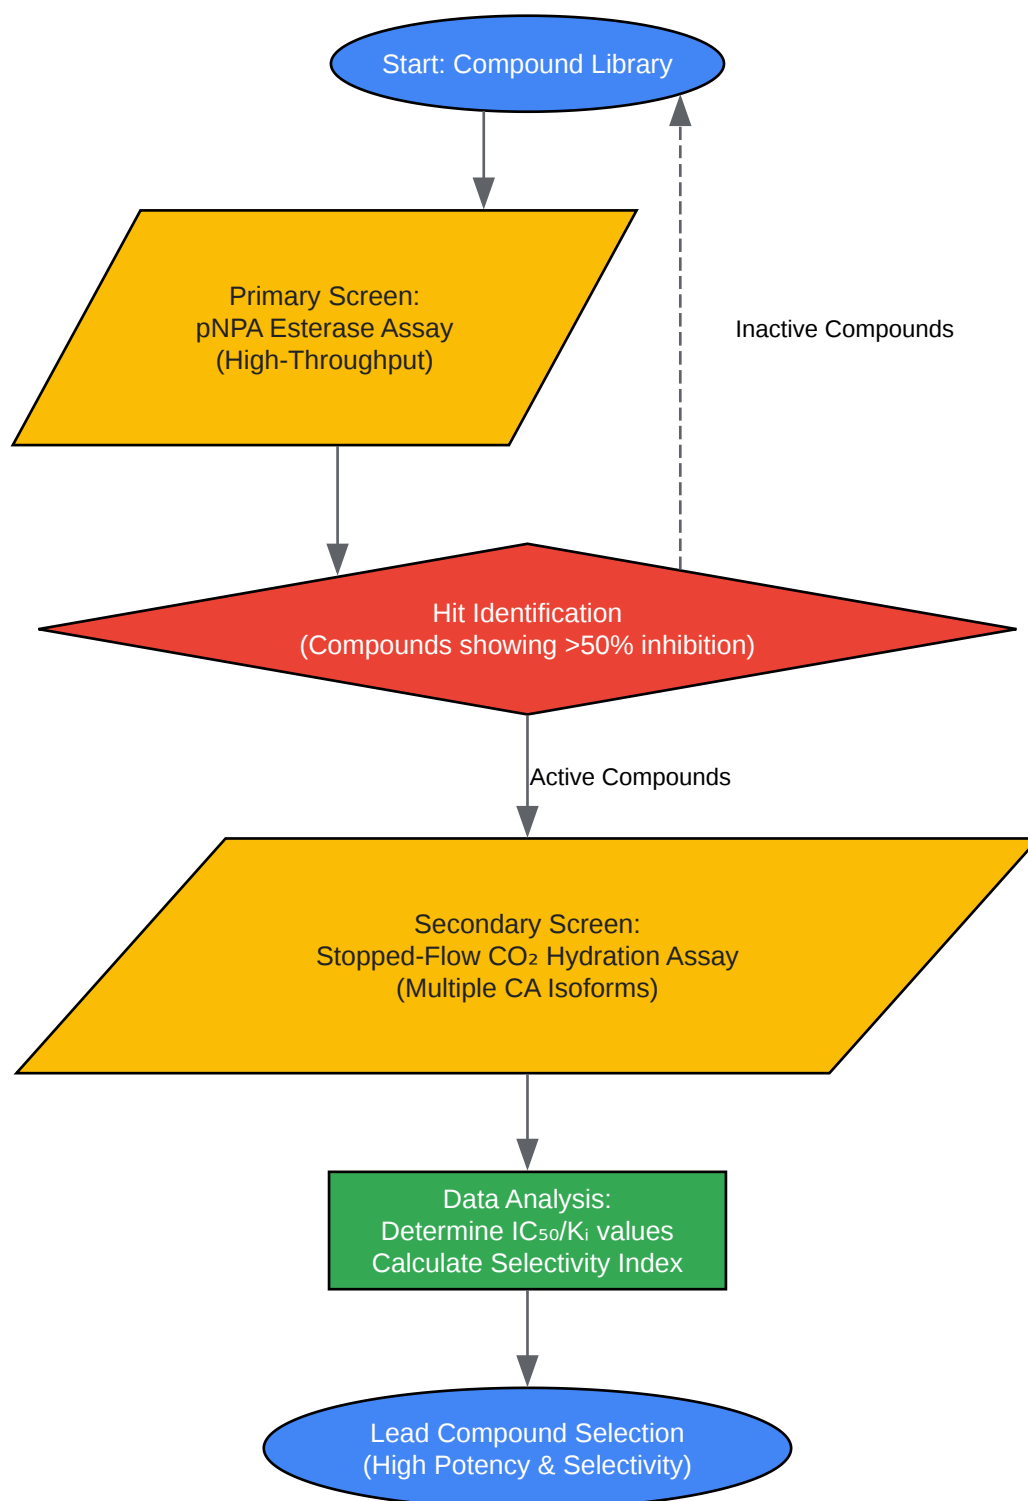 Start: Compound Library
Primary Screen:
pNPA Esterase Assay
(High-Throughput)
Inactive Compounds
Hit Identification
(Compounds showing >50% inhibition)
Active Compounds
Secondary Screen:
Stopped-Flow CO₂ Hydration Assay
(Multiple CA Isoforms)
Data Analysis:
Determine IC₅₀/Kᵢ values
Calculate Selectivity Index
Lead Compound Selection
(High Potency & Selectivity)